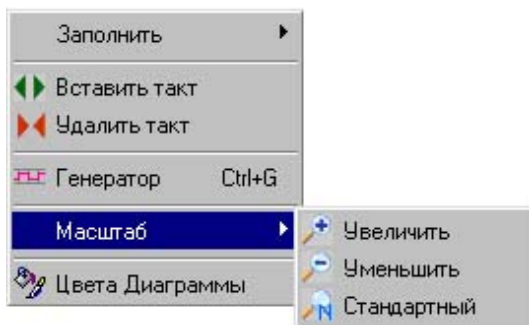 Заполнить
Вставить такт
Удалить такт
Генератор Ctrl+G
Масштаб
Увеличить
Уменьшить
Цвета Диаграммы
Стандартный